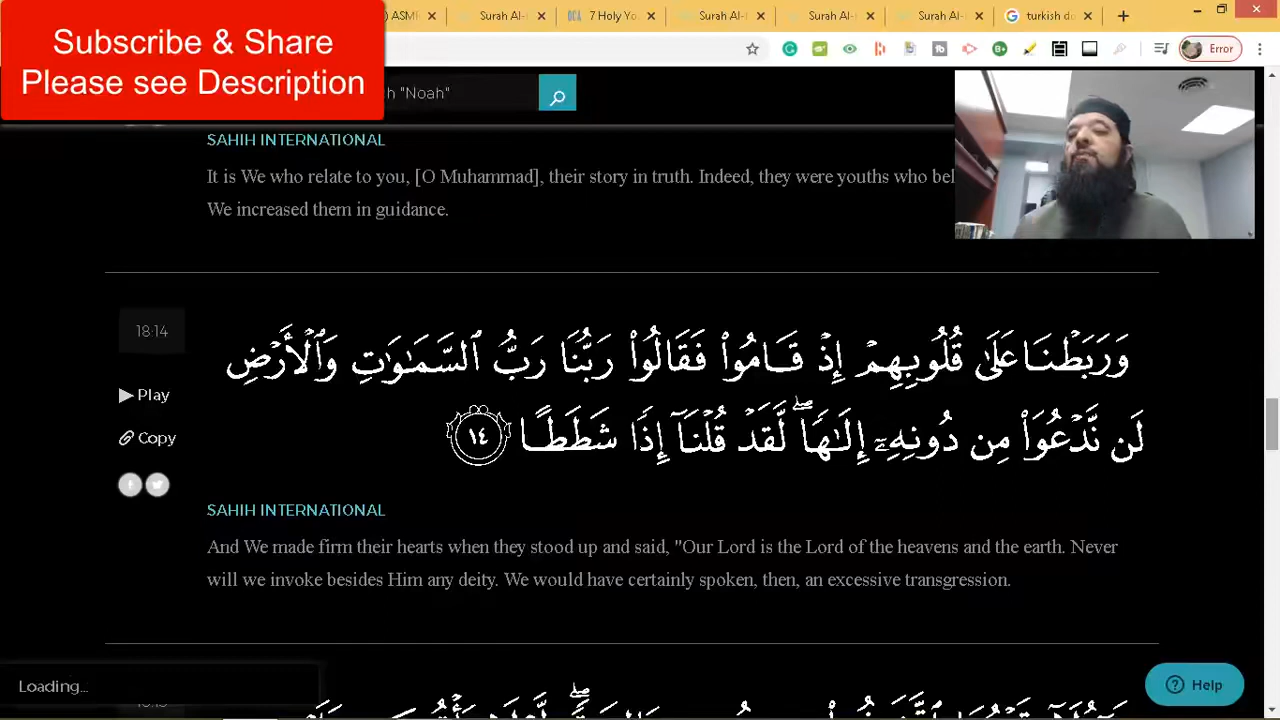 Subscribe & Share
Please see Description
) ASM
Surah Al-
7 Holy Yo
Surah Al-
Surah Al-
Surah Al-
turkish d
Error
h "Noah"
SAHIH INTERNATIONAL
It is We who relate to you, [O Muhammad], their story in truth. Indeed, they were youths who bel
We increased them in guidance.
18:14
وَرَبَطْنَا عَلَىٰ قُلُوبِهِمْ إِذْ قَامُوا۟ فَقَالُوا۟ رَبُّنَا رَبُّ ٱلسَّمَـٰوَٰتِ وَٱلْأَرْضِ
لَن نَّدْعُوَا۟ مِن دُونِهِۦٓ إِلَـٰهًا ۖ لَّقَدْ قُلْنَآ إِذًا شَطَطًا ١٤
Play
Copy
SAHIH INTERNATIONAL
And We made firm their hearts when they stood up and said, "Our Lord is the Lord of the heavens and the earth. Never
will we invoke besides Him any deity. We would have certainly spoken, then, an excessive transgression.
Loading...
Help